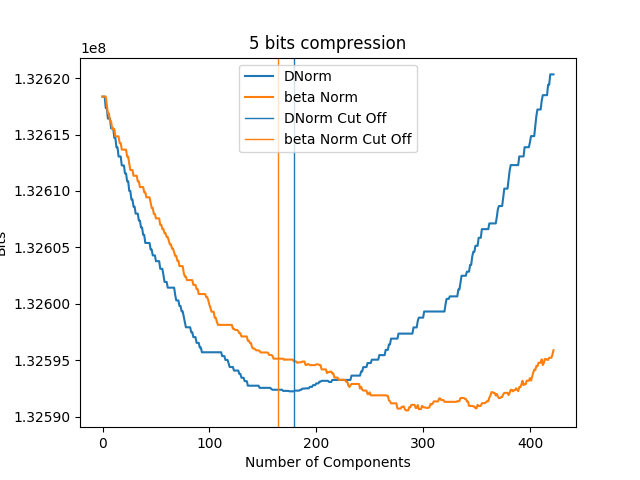 5 bits compression
1e8
1.32620
1.32615
1.32610
1.32605
1.32600
1.32595
1.32590
Bits
DNorm
beta Norm
DNorm Cut Off
beta Norm Cut Off
0 100 200 300 400
Number of Components